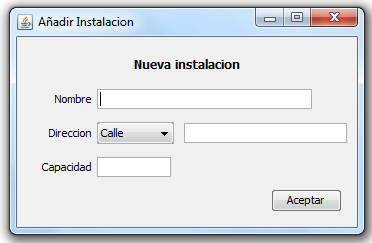 Añadir Instalacion
Nueva instalacion
Nombre
Direccion Calle
Capacidad
Aceptar